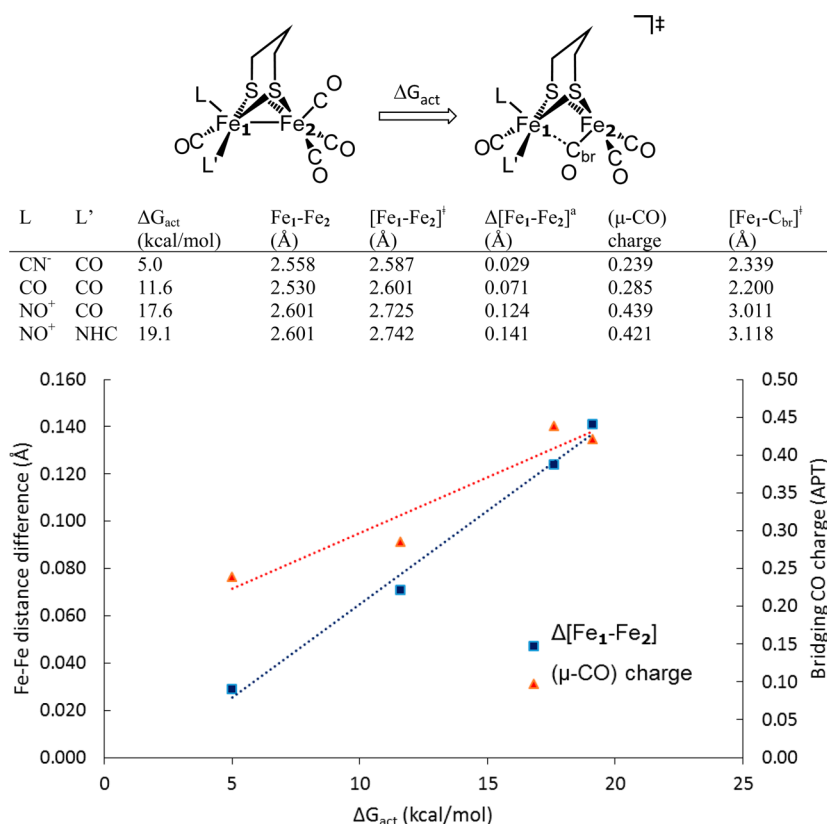 ]‡
L S S CO Fe1 Fe2 OC L' CO CO
ΔGact
L S S Fe1 Fe2 OC L' Cbr O CO CO
L L’ ΔGact Fe1-Fe2 [Fe1-Fe2]‡ Δ[Fe1-Fe2]a (μ-CO) [Fe1-Cbr]‡
(kcal/mol) (Å) (Å) (Å) charge (Å)
CN- CO 5.0 2.558 2.587 0.029 0.239 2.339
CO CO 11.6 2.530 2.601 0.071 0.285 2.200
NO+ CO 17.6 2.601 2.725 0.124 0.439 3.011
NO+ NHC 19.1 2.601 2.742 0.141 0.421 3.118
Fe-Fe distance difference (Å)
0.160
0.140
0.120
0.100
0.080
0.060
0.040
0.020
0.000
0.50
0.45
0.40
0.35
0.30
0.25
0.20
0.15
0.10
0.05
0.00
Bridging CO charge (APT)
Δ[Fe1-Fe2]
(μ-CO) charge
0 5 10 15 20 25
ΔGact (kcal/mol)